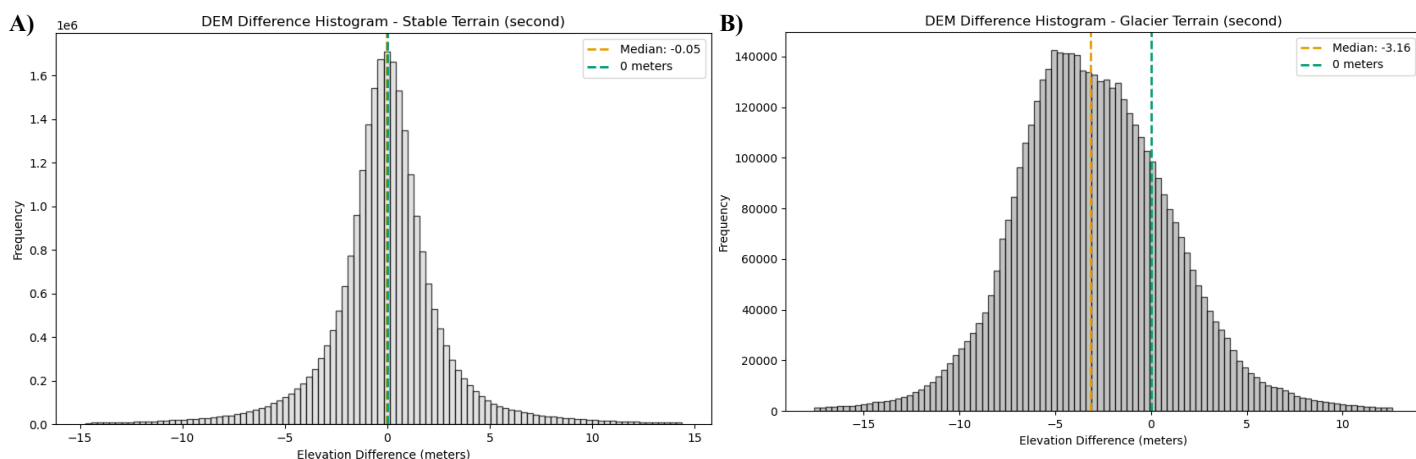 A)
DEM Difference Histogram - Stable Terrain (second)
1e6
Median: -0.05
0 meters
1.6
1.4
1.2
1.0
0.8
0.6
0.4
0.2
0.0
Frequency
−15
−10
−5
0
5
10
15
Elevation Difference (meters)
B)
DEM Difference Histogram - Glacier Terrain (second)
Median: -3.16
0 meters
140000
120000
100000
80000
60000
40000
20000
0
Frequency
−15
−10
−5
0
5
10
Elevation Difference (meters)